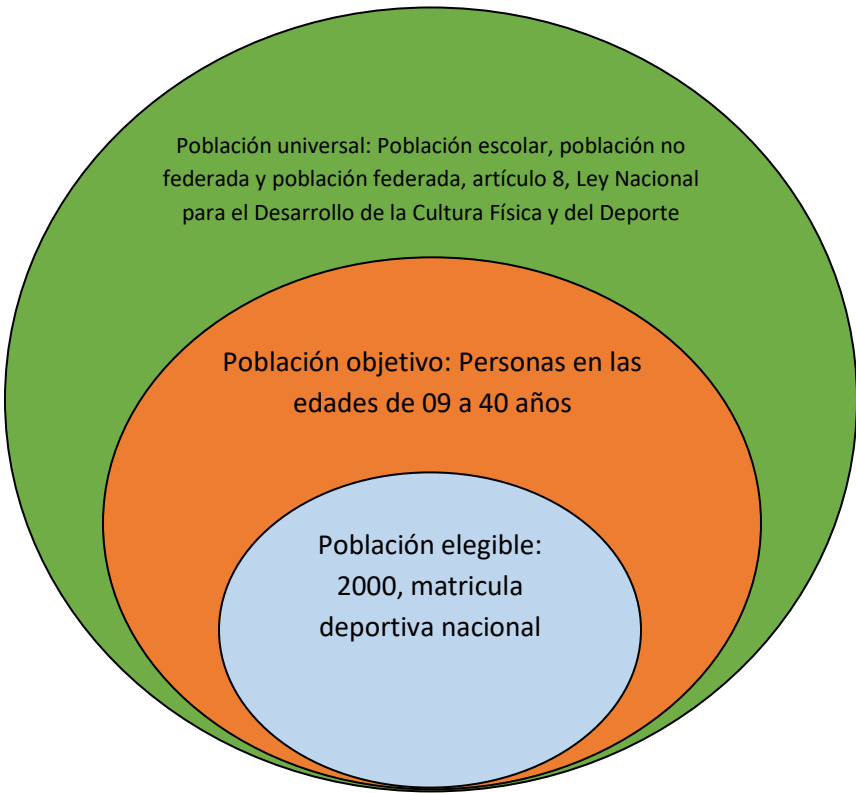 Población universal: Población escolar, población no
federada y población federada, artículo 8, Ley Nacional
para el Desarrollo de la Cultura Física y del Deporte
Población objetivo: Personas en las
edades de 09 a 40 años
Población elegible:
2000, matricula
deportiva nacional